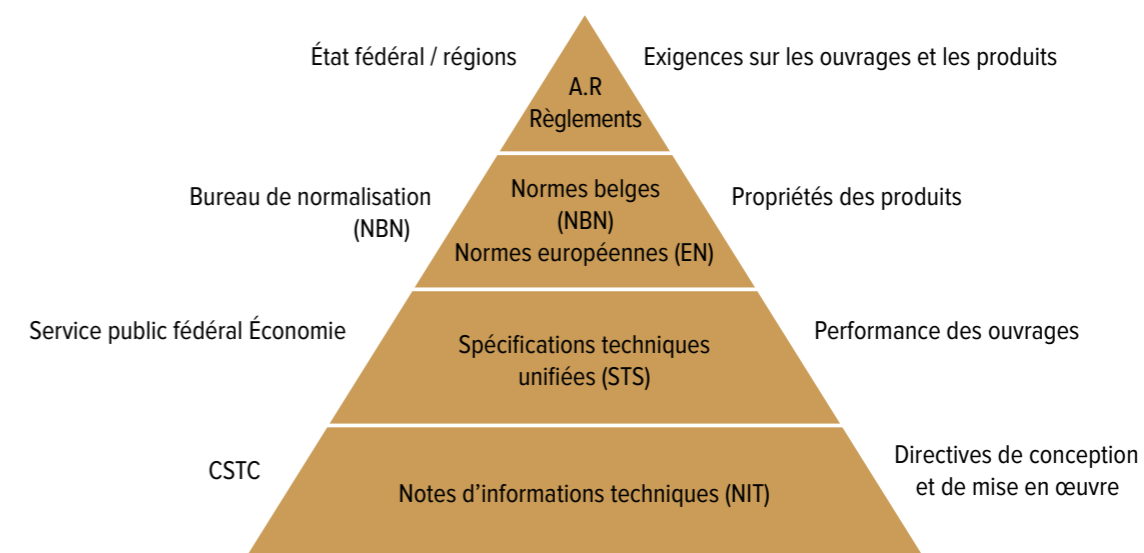 État fédéral / régions
A.R
Règlements
Exigences sur les ouvrages et les produits
Bureau de normalisation
(NBN)
Normes belges
(NBN)
Normes européennes (EN)
Propriétés des produits
Service public fédéral Économie
Spécifications techniques
unifiées (STS)
Performance des ouvrages
CSTC
Notes d’informations techniques (NIT)
Directives de conception
et de mise en œuvre